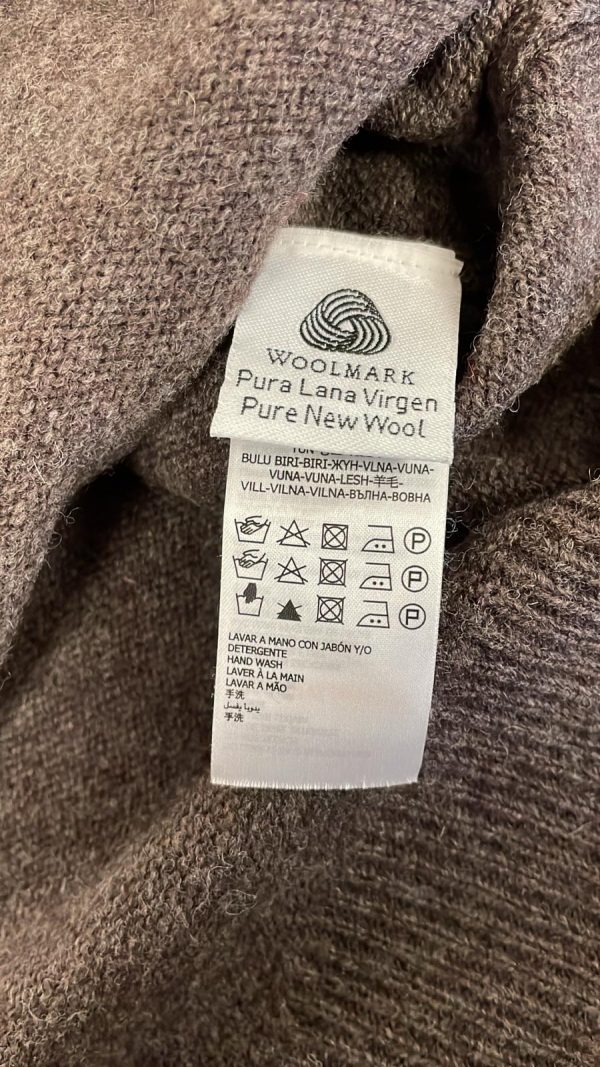 WOOLMARK
Pura Lana Virgen
Pure New Wool
BULU BIRI-BIRI-ЖҮН-VLNA-VUNA-
VUNA-VUNA-LESH-羊毛-
VILL-VILNA-VILNA-ВЪЛНА-ВОВНА
P
P
P
LAVAR A MANO CON JABÓN Y/O
DETERGENTE
HAND WASH
LAVER À LA MAIN
LAVAR A MÃO
手洗
يدويا يغسل
手洗